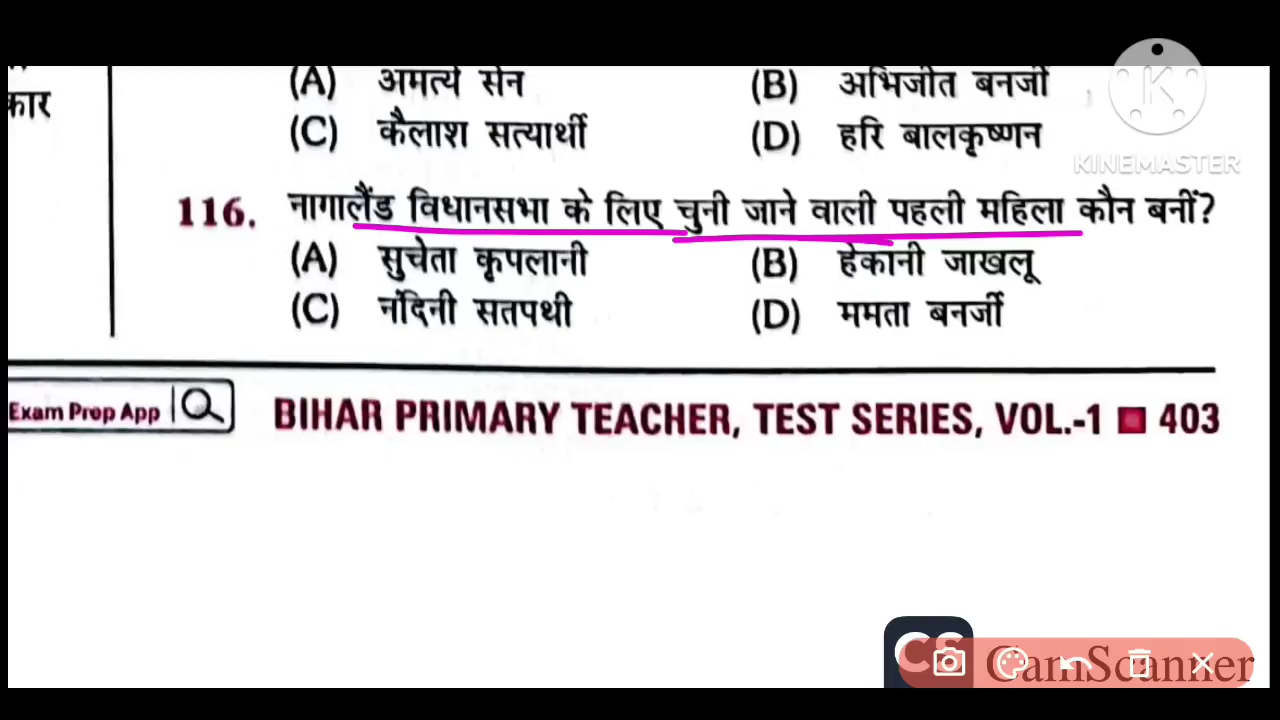 (A) अमर्त्य सेन (B) अभिजीत बनर्जी
कार
(C) कैलाश सत्यार्थी (D) हरि बालकृष्णन
KINEMASTER
116. नागालैंड विधानसभा के लिए चुनी जाने वाली पहली महिला कौन बनीं?
(A) सुचेता कृपलानी (B) हेकानी जाखलू
(C) नंदिनी सतपथी (D) ममता बनर्जी
Exam Prep App
BIHAR PRIMARY TEACHER, TEST SERIES, VOL.-1 ■ 403
CS CamScanner